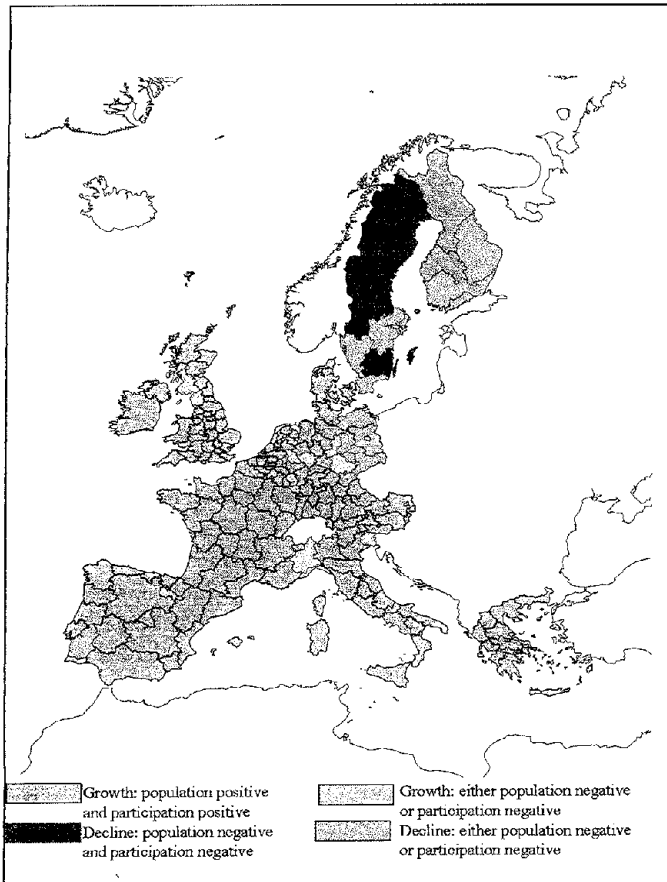 Growth: population positive
and participation positive
Decline: population negative
and participation negative
Growth: either population negative
or participation negative
Decline: either population negative
or participation negative